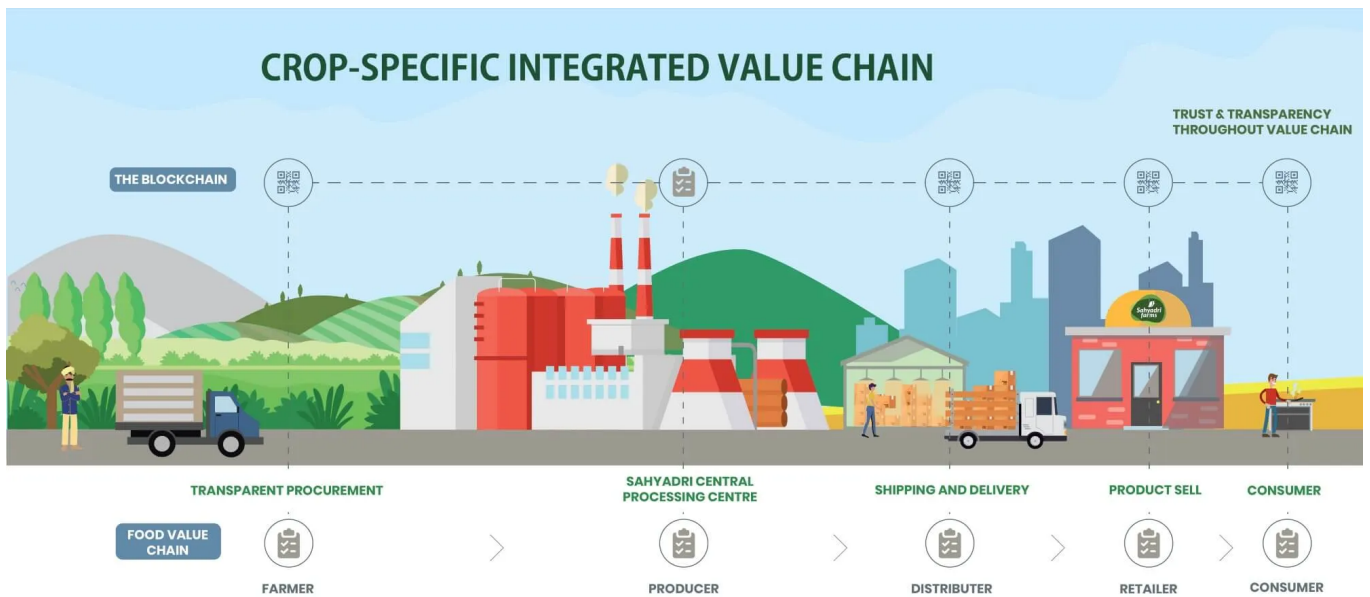 CROP-SPECIFIC INTEGRATED VALUE CHAIN
TRUST & TRANSPARENCY
THROUGHOUT VALUE CHAIN
THE BLOCKCHAIN
Sahyadri
farms
TRANSPARENT PROCUREMENT
SAHYADRI CENTRAL
PROCESSING CENTRE
SHIPPING AND DELIVERY
PRODUCT SELL
CONSUMER
FOOD VALUE
CHAIN
FARMER
PRODUCER
DISTRIBUTER
RETAILER
CONSUMER